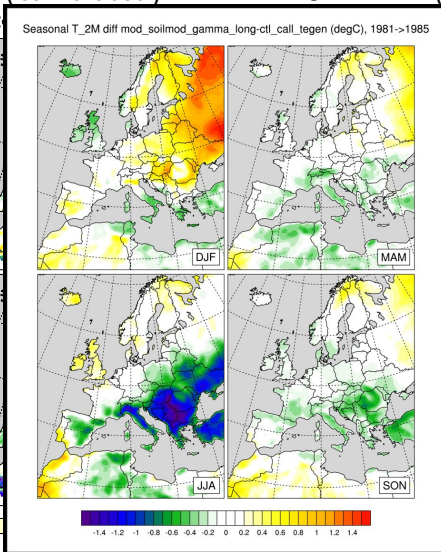 Seasonal T_2M diff mod_soilmod_gamma_long-ctl_call_tegen (degC), 1981->1985
DJF
MAM
JJA
SON
-1.4 -1.2 -1 -0.8 -0.6 -0.4 -0.2 0 0.2 0.4 0.6 0.8 1 1.2 1.4